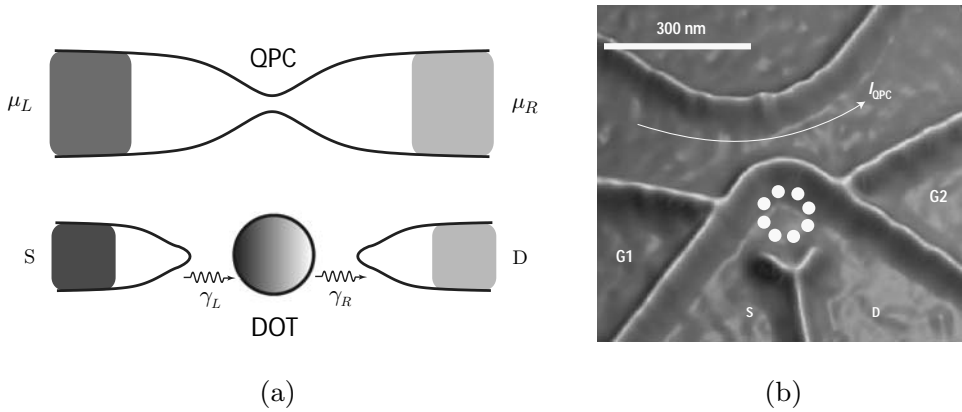 QPC
μ_L
μ_R
S
D
γ_L
γ_R
DOT
(a)
300 nm
I_QPC
G2
G1
S
D
(b)